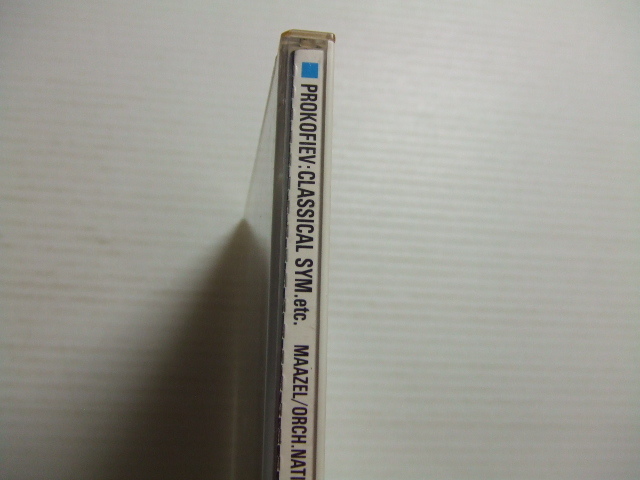 PROKOFIEV:CLASSICAL SYM.etc. MAAZEL/ORCH.NATI